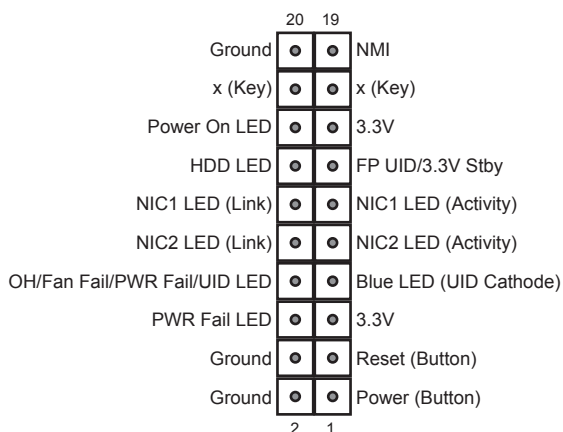 20 19
Ground NMI
x (Key) x (Key)
Power On LED 3.3V
HDD LED FP UID/3.3V Stby
NIC1 LED (Link) NIC1 LED (Activity)
NIC2 LED (Link) NIC2 LED (Activity)
OH/Fan Fail/PWR Fail/UID LED Blue LED (UID Cathode)
PWR Fail LED 3.3V
Ground Reset (Button)
Ground Power (Button)
2 1